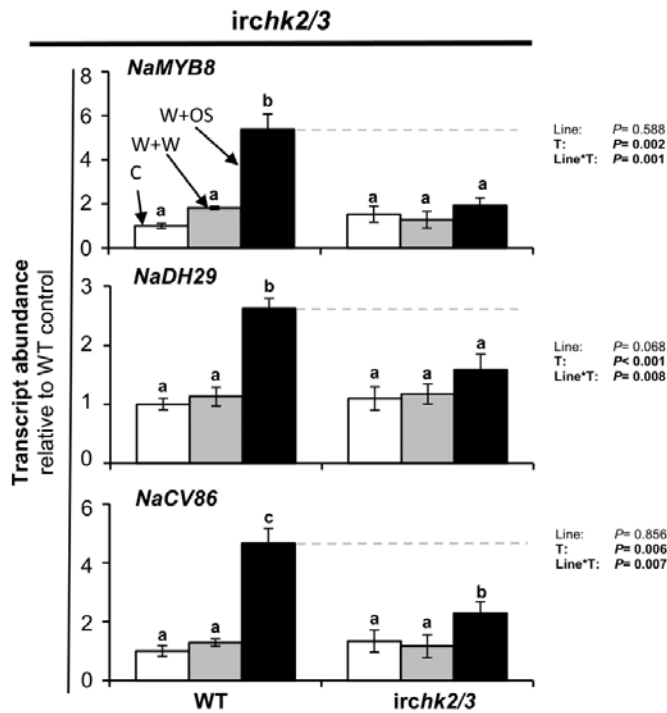 irchk2/3
NaMYB8
8
6
4
2
0
W+OS
W+W
C
a
a
b
a
a
a
Line: P= 0.588
T: P= 0.002
Line*T: P= 0.001
NaDH29
3
2
1
0
a
a
b
a
a
a
Line: P= 0.068
T: P< 0.001
Line*T: P= 0.008
NaCV86
6
4
2
0
a
a
c
a
a
b
Line: P= 0.856
T: P= 0.006
Line*T: P= 0.007
Transcript abundance
relative to WT control
WT
irchk2/3